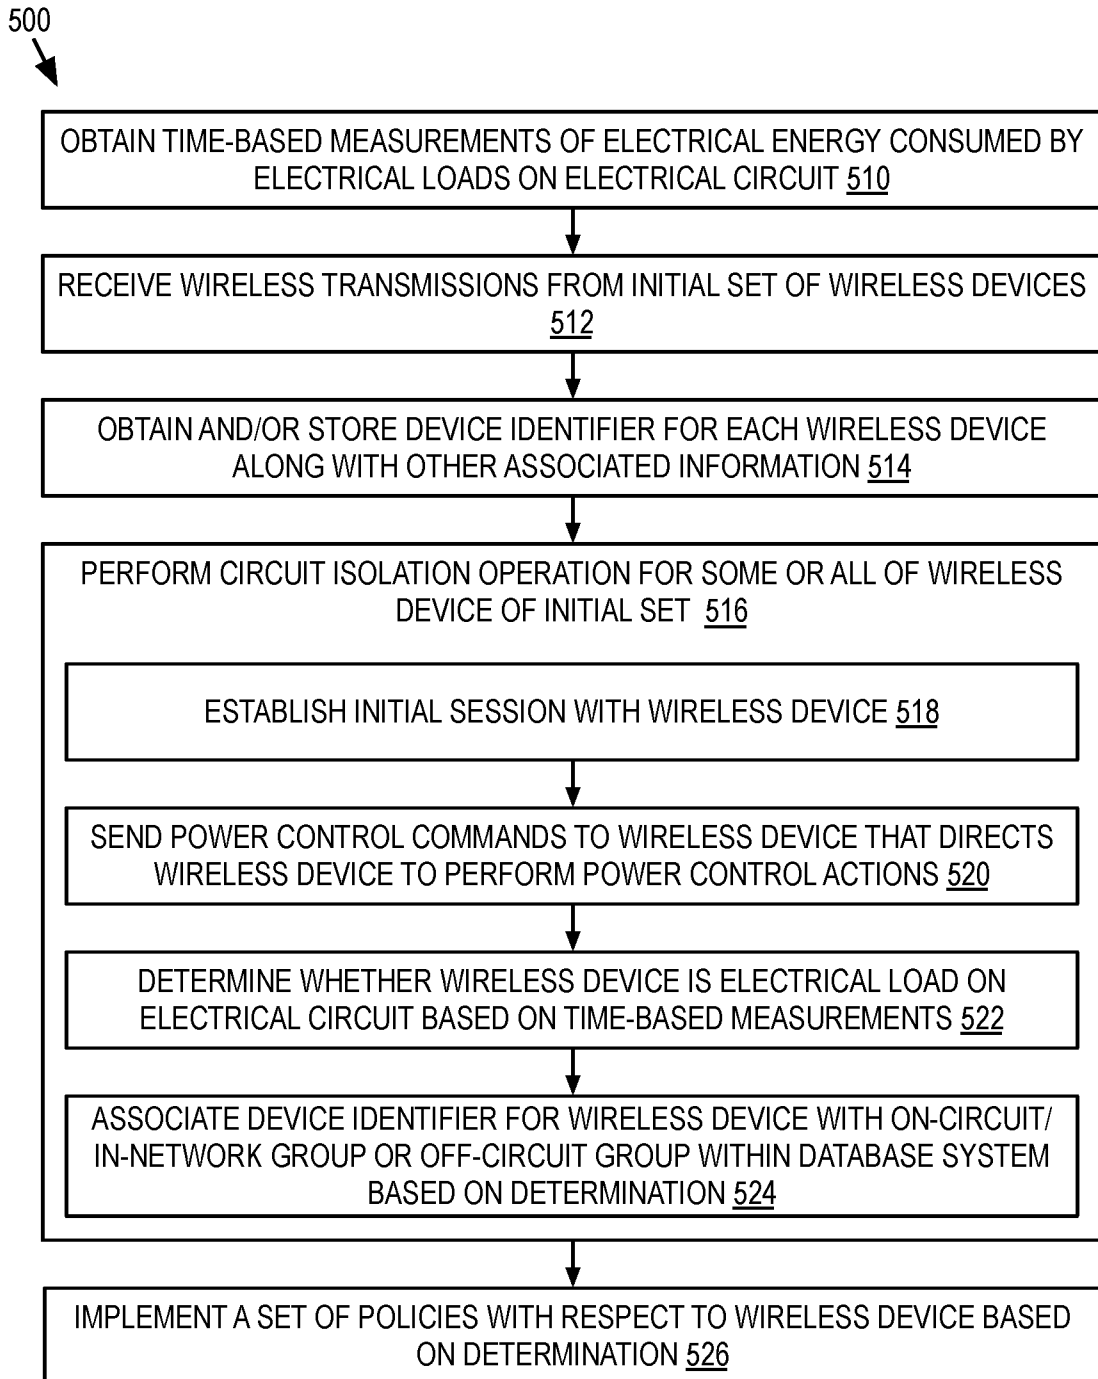 500
OBTAIN TIME-BASED MEASUREMENTS OF ELECTRICAL ENERGY CONSUMED BY
ELECTRICAL LOADS ON ELECTRICAL CIRCUIT 510
RECEIVE WIRELESS TRANSMISSIONS FROM INITIAL SET OF WIRELESS DEVICES
512
OBTAIN AND/OR STORE DEVICE IDENTIFIER FOR EACH WIRELESS DEVICE
ALONG WITH OTHER ASSOCIATED INFORMATION 514
PERFORM CIRCUIT ISOLATION OPERATION FOR SOME OR ALL OF WIRELESS
DEVICE OF INITIAL SET 516
ESTABLISH INITIAL SESSION WITH WIRELESS DEVICE 518
SEND POWER CONTROL COMMANDS TO WIRELESS DEVICE THAT DIRECTS
WIRELESS DEVICE TO PERFORM POWER CONTROL ACTIONS 520
DETERMINE WHETHER WIRELESS DEVICE IS ELECTRICAL LOAD ON
ELECTRICAL CIRCUIT BASED ON TIME-BASED MEASUREMENTS 522
ASSOCIATE DEVICE IDENTIFIER FOR WIRELESS DEVICE WITH ON-CIRCUIT/
IN-NETWORK GROUP OR OFF-CIRCUIT GROUP WITHIN DATABASE SYSTEM
BASED ON DETERMINATION 524
IMPLEMENT A SET OF POLICIES WITH RESPECT TO WIRELESS DEVICE BASED
ON DETERMINATION 526